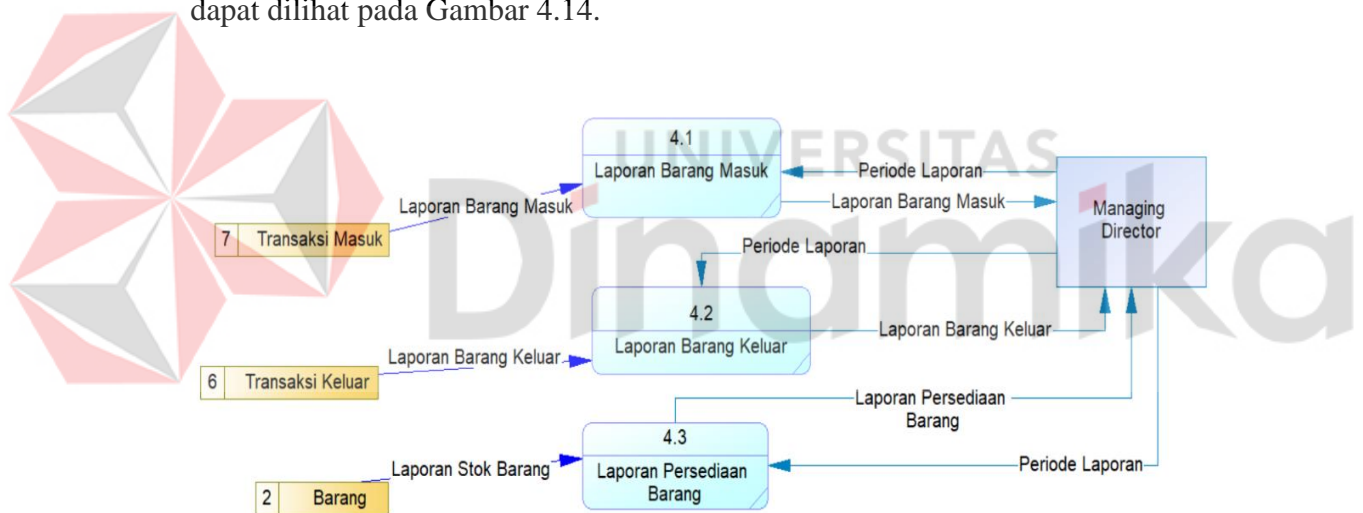 dapat dilihat pada Gambar 4.14.
UNIVERSITAS
Dinamika
4.1
Laporan Barang Masuk
Periode Laporan
Laporan Barang Masuk
Managing
Director
Laporan Barang Masuk
7 Transaksi Masuk
Periode Laporan
4.2
Laporan Barang Keluar
Laporan Barang Keluar
Laporan Barang Keluar
6 Transaksi Keluar
Laporan Persediaan
Barang
4.3
Laporan Persediaan
Barang
Periode Laporan
Laporan Stok Barang
2 Barang